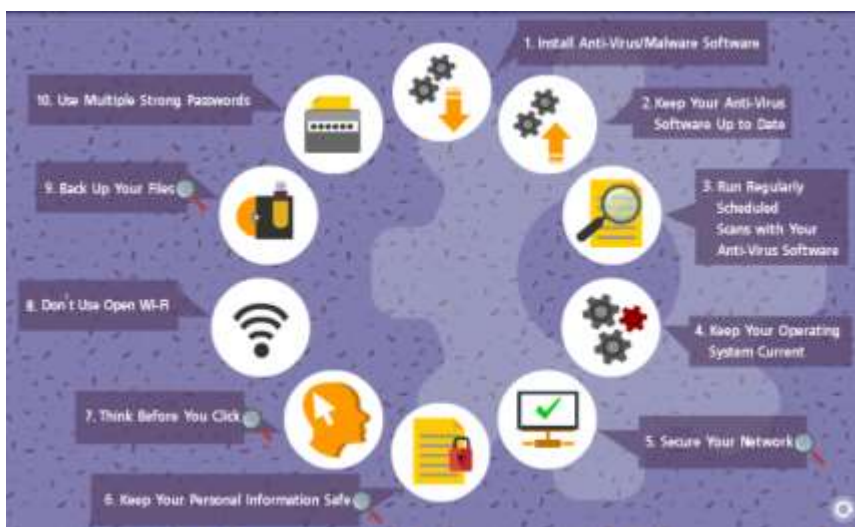 1. Install Anti-Virus/Malware Software
2. Keep Your Anti-Virus
Software Up to Date
3. Run Regularly
Scheduled
Scans with Your
Anti-Virus Software
4. Keep Your Operating
System Current
5. Secure Your Network
6. Keep Your Personal Information Safe
7. Think Before You Click
8. Don't Use Open Wi-Fi
9. Back Up Your Files
10. Use Multiple Strong Passwords